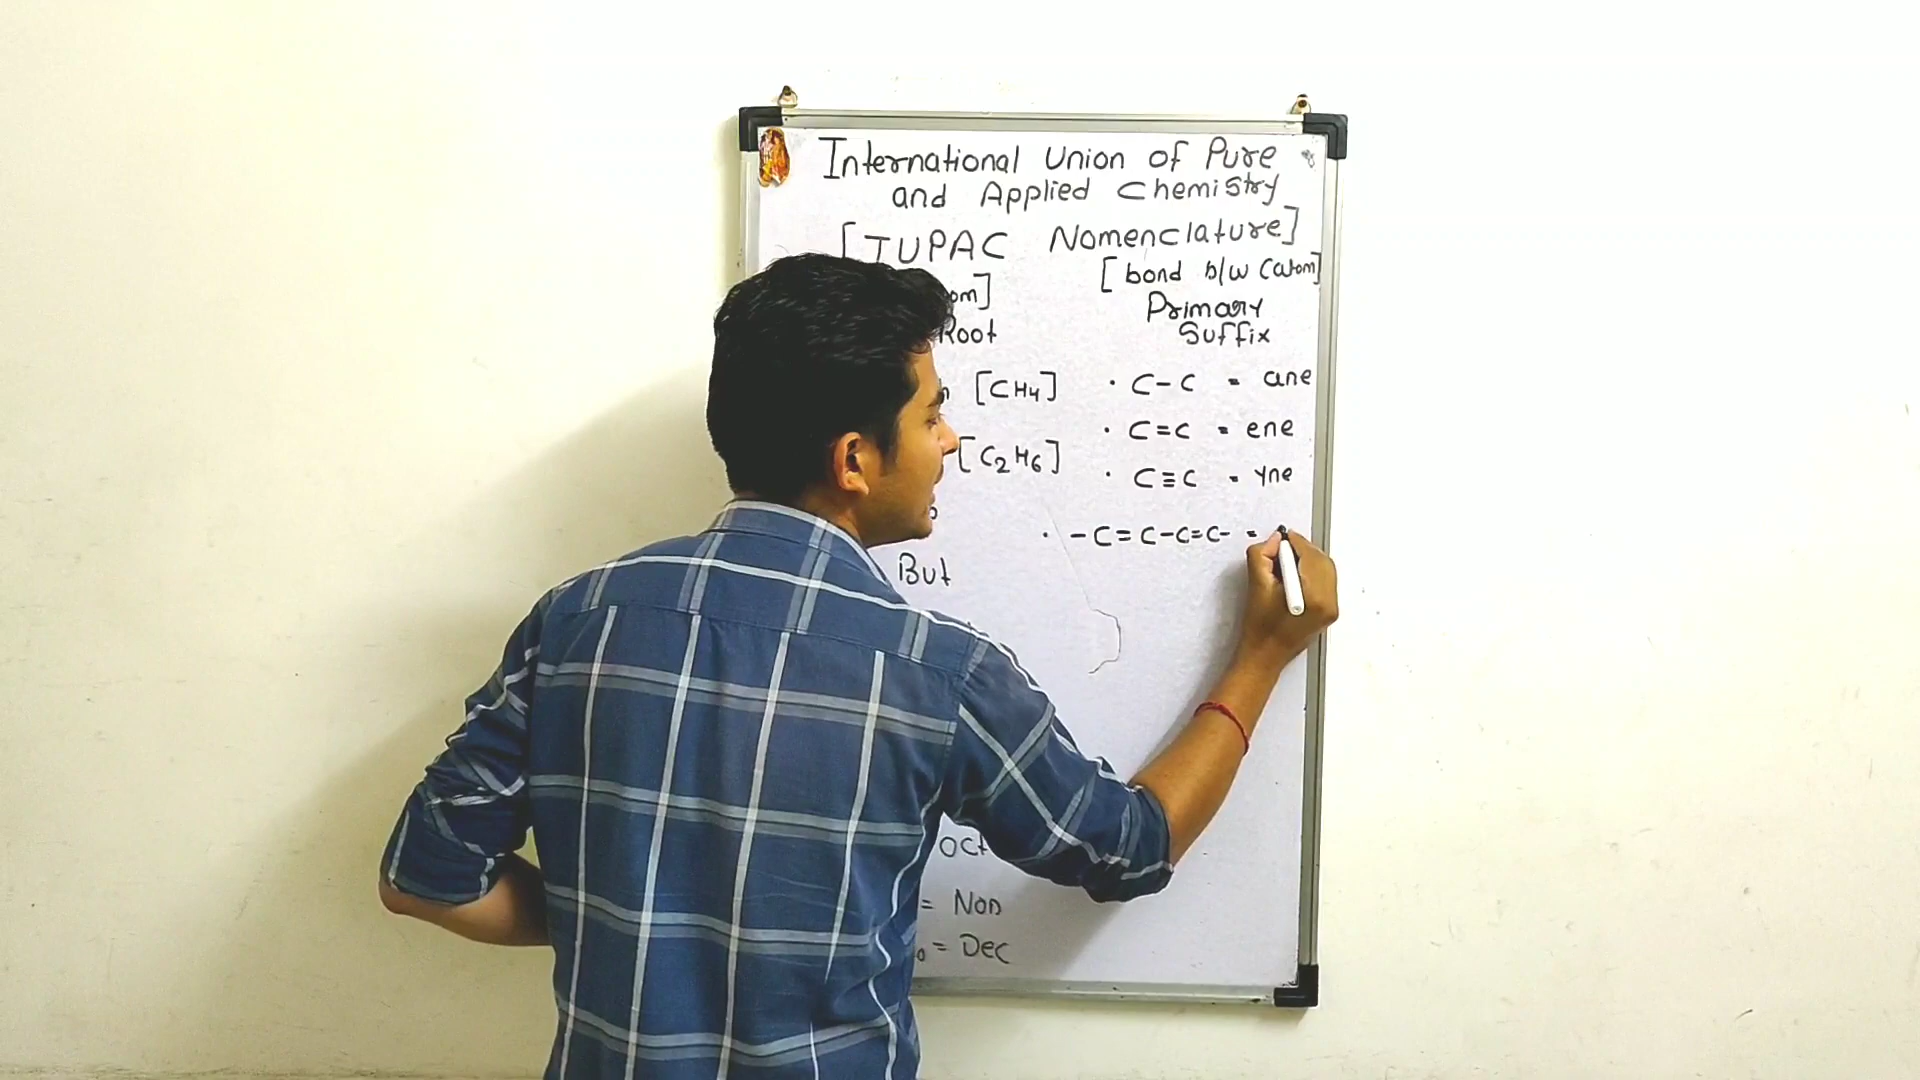 International Union of Pure
and Applied Chemistry
[IUPAC Nomenclature]
[bond b/w C atom]
om]
Root
Primary
Suffix
[CH4]
• C-C = ane
[C2H6]
• C=C = ene
• C≡C = yne
• -C=C-C=C- =
But
Oct
= Non
= Dec